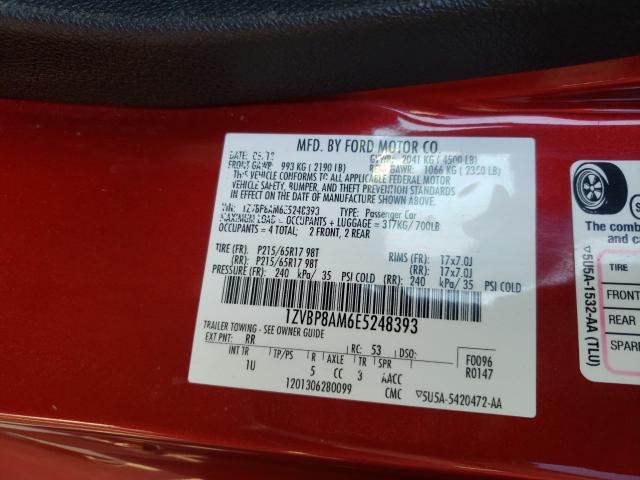 MFD. BY FORD MOTOR CO.
DATE: GVWR: 2041 KG ( 4500 LB)
FRONT GAWR: 993 KG ( 2190 LB) REAR GAWR: 1066 KG ( 2350 LB)
THIS VEHICLE CONFORMS TO ALL APPLICABLE FEDERAL MOTOR
VEHICLE SAFETY, BUMPER, AND THEFT PREVENTION STANDARDS
IN EFFECT ON THE DATE OF MANUFACTURE SHOWN ABOVE.
VIN: 1ZVBP8AM6E5248393 TYPE: Passenger Car
MAXIMUM LOAD = OCCUPANTS + LUGGAGE = 317KG/ 700LB
OCCUPANTS = 4 TOTAL; 2 FRONT, 2 REAR
TIRE (FR): P215/65R17 98T RIMS (FR): 17x7.0J
(RR): P215/65R17 98T (RR): 17x7.0J
PRESSURE (FR): 240 kPa/ 35 PSI COLD (RR): 240 kPa/ 35 PSI COLD
1ZVBP8AM6E5248393
TRAILER TOWING - SEE OWNER GUIDE
EXT PNT: RR RC: 53 DSO: F0096
INT TR TP/PS R AXLE TR SPR R0147
1U 5 CC 3 AACC
1201306280099 CMC ▽5U5A-5420472-AA
The comb
TIRE
FRONT
REAR
SPARE
▽5U5A-1532-AA (TLU)